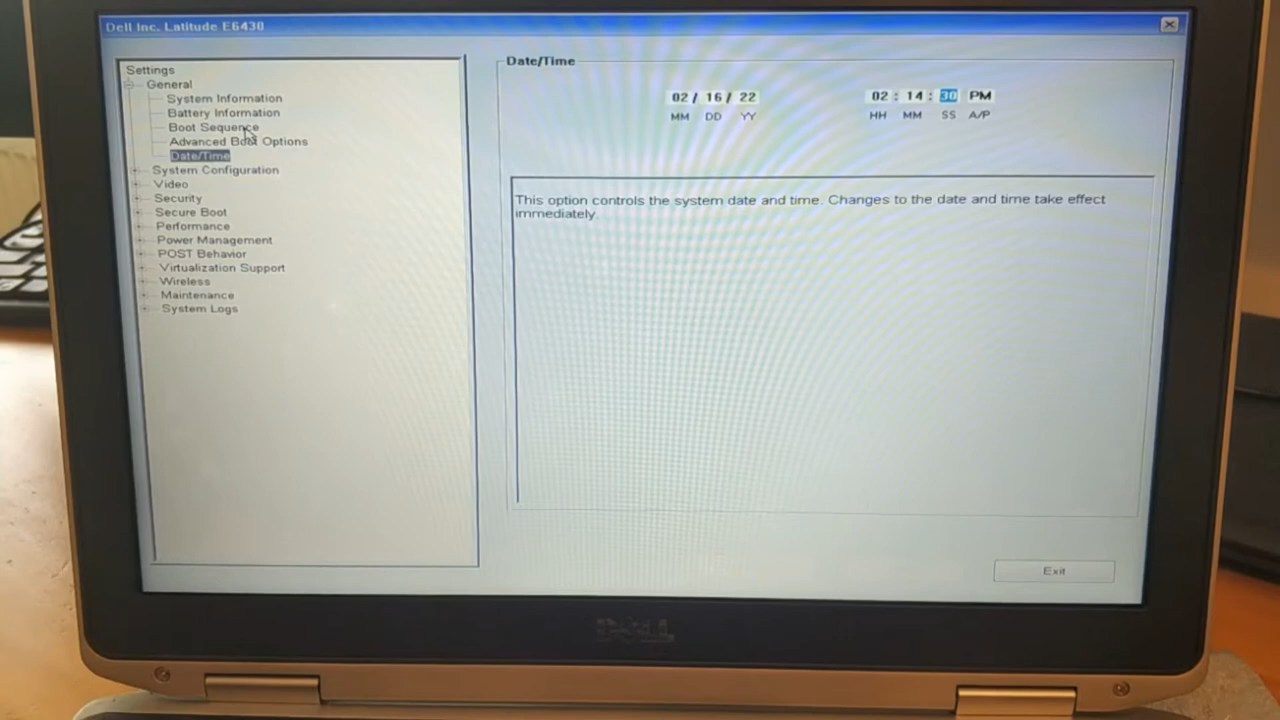 Dell Inc. Latitude E6430
Settings
General
System Information
Battery Information
Boot Sequence
Advanced Boot Options
Date/Time
System Configuration
Video
Security
Secure Boot
Performance
Power Management
POST Behavior
Virtualization Support
Wireless
Maintenance
System Logs
Date/Time
02 / 16 / 22
MM DD YY
02 : 14 : 30 PM
HH MM SS A/P
This option controls the system date and time. Changes to the date and time take effect
immediately.
Exit
DELL